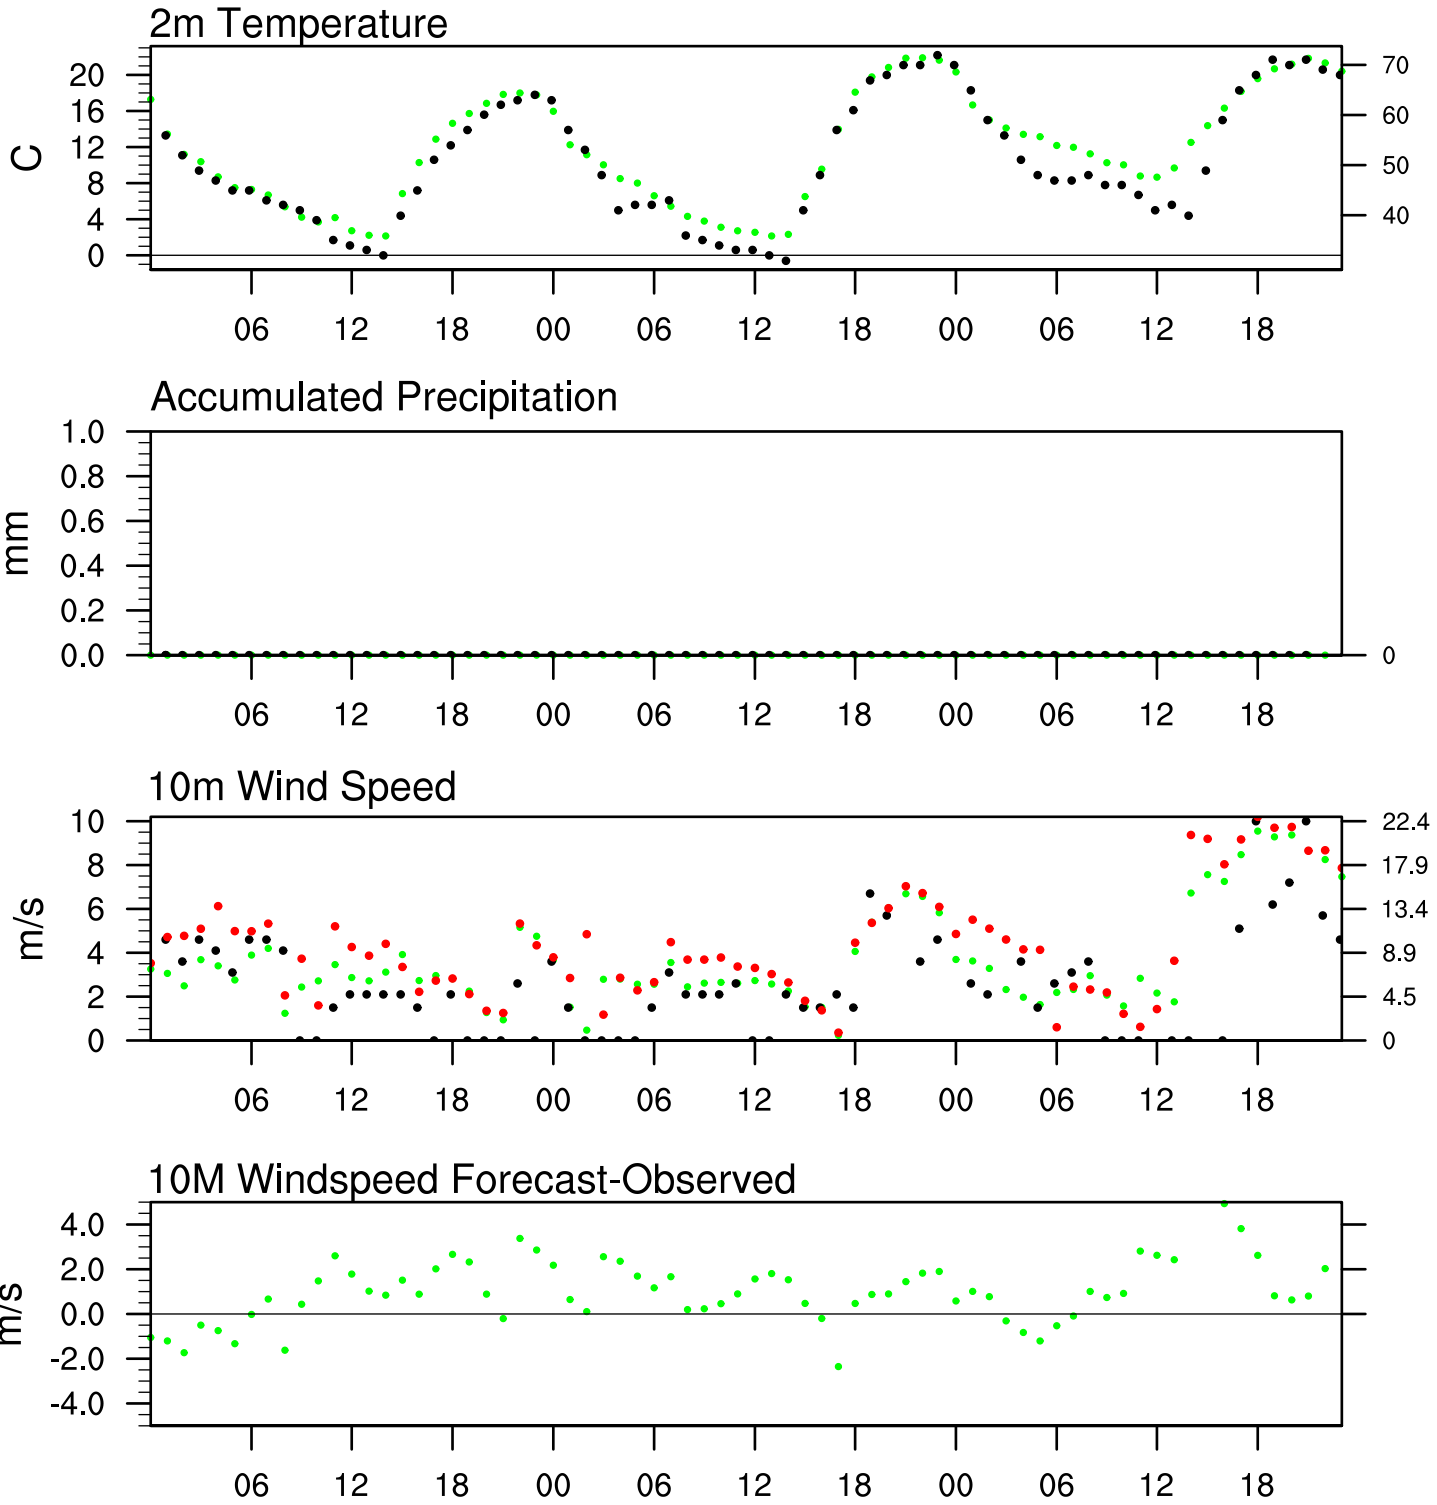 2m Temperature
20
16
12
8
4
0
C
70
60
50
40
06 12 18 00 06 12 18 00 06 12 18
Accumulated Precipitation
1.0
0.8
0.6
0.4
0.2
0.0
mm
0
06 12 18 00 06 12 18 00 06 12 18
10m Wind Speed
10
8
6
4
2
0
m/s
22.4
17.9
13.4
8.9
4.5
0
06 12 18 00 06 12 18 00 06 12 18
10M Windspeed Forecast-Observed
4.0
2.0
0.0
-2.0
-4.0
m/s
06 12 18 00 06 12 18 00 06 12 18